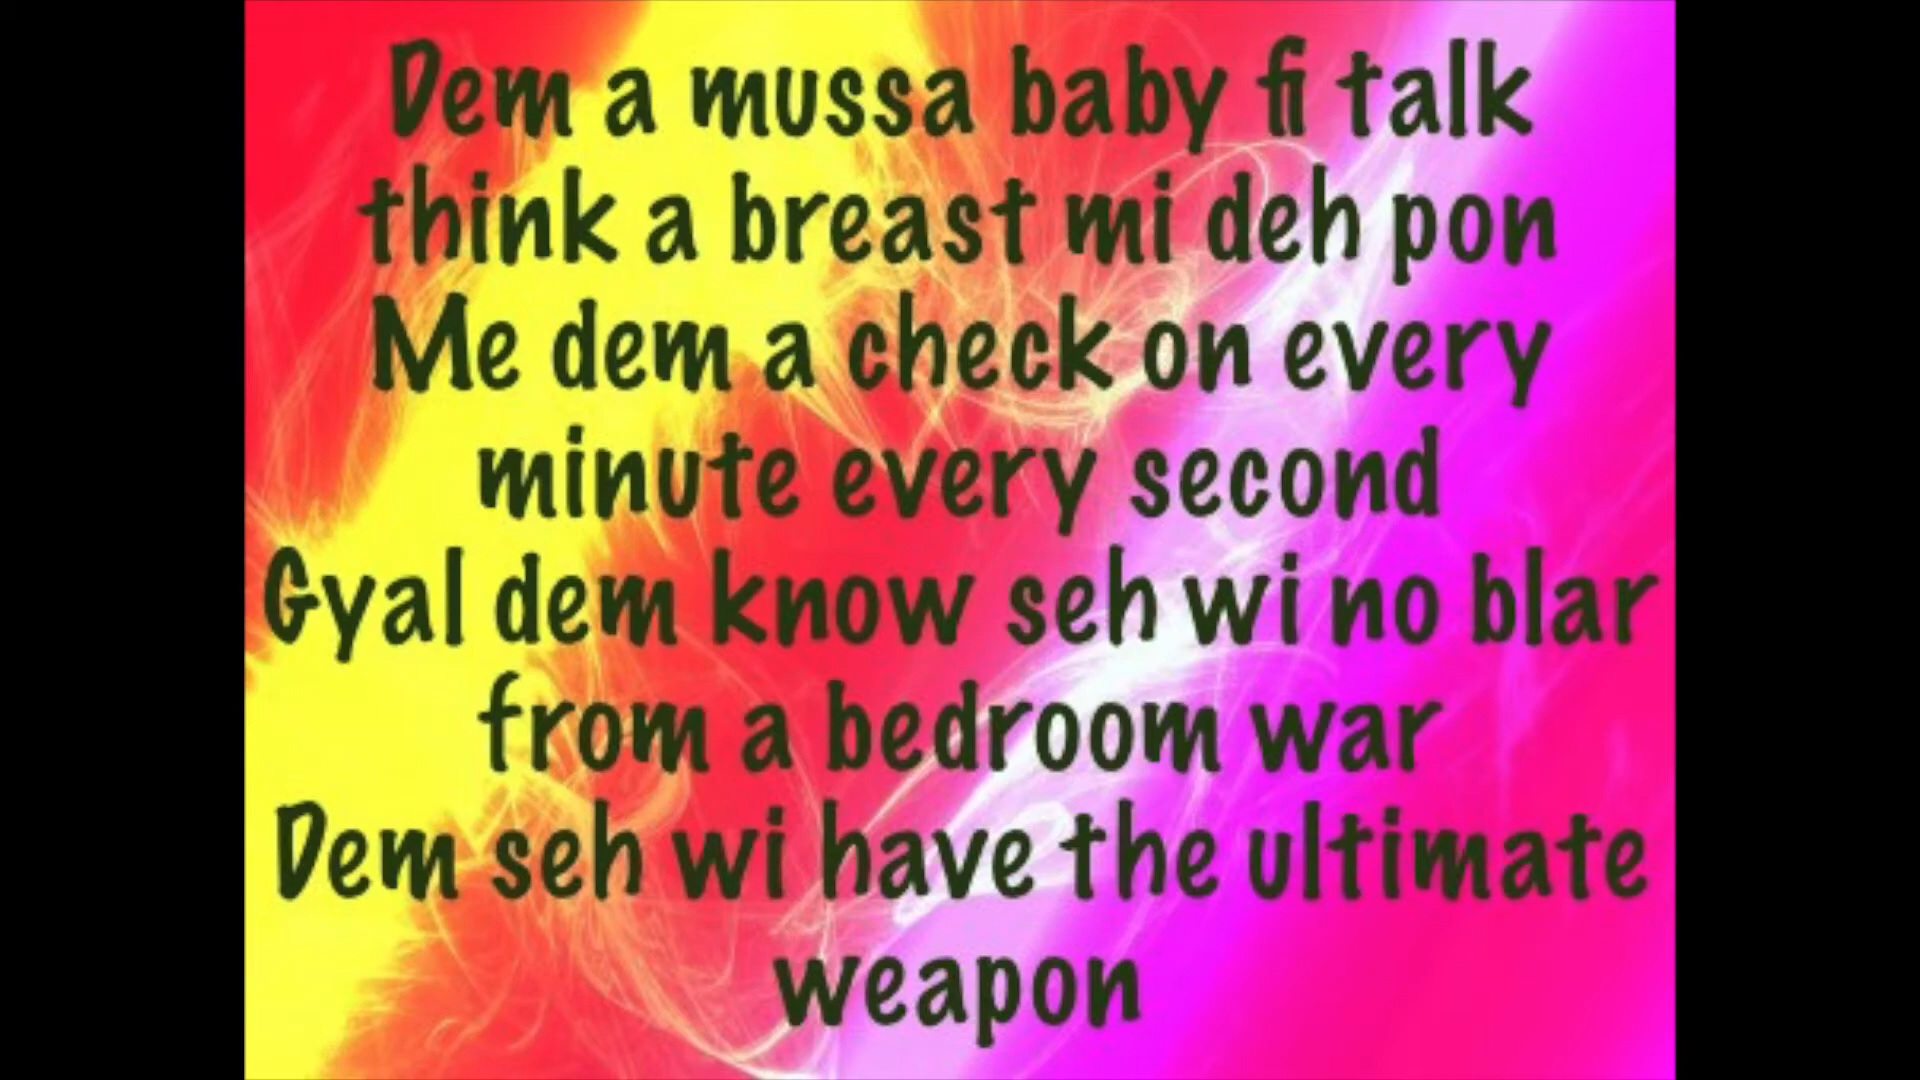 Dem a mussa baby fi talk
think a breast mi deh pon
Me dem a check on every
minute every second
Gyal dem know seh wi no blar
from a bedroom war
Dem seh wi have the ultimate
weapon